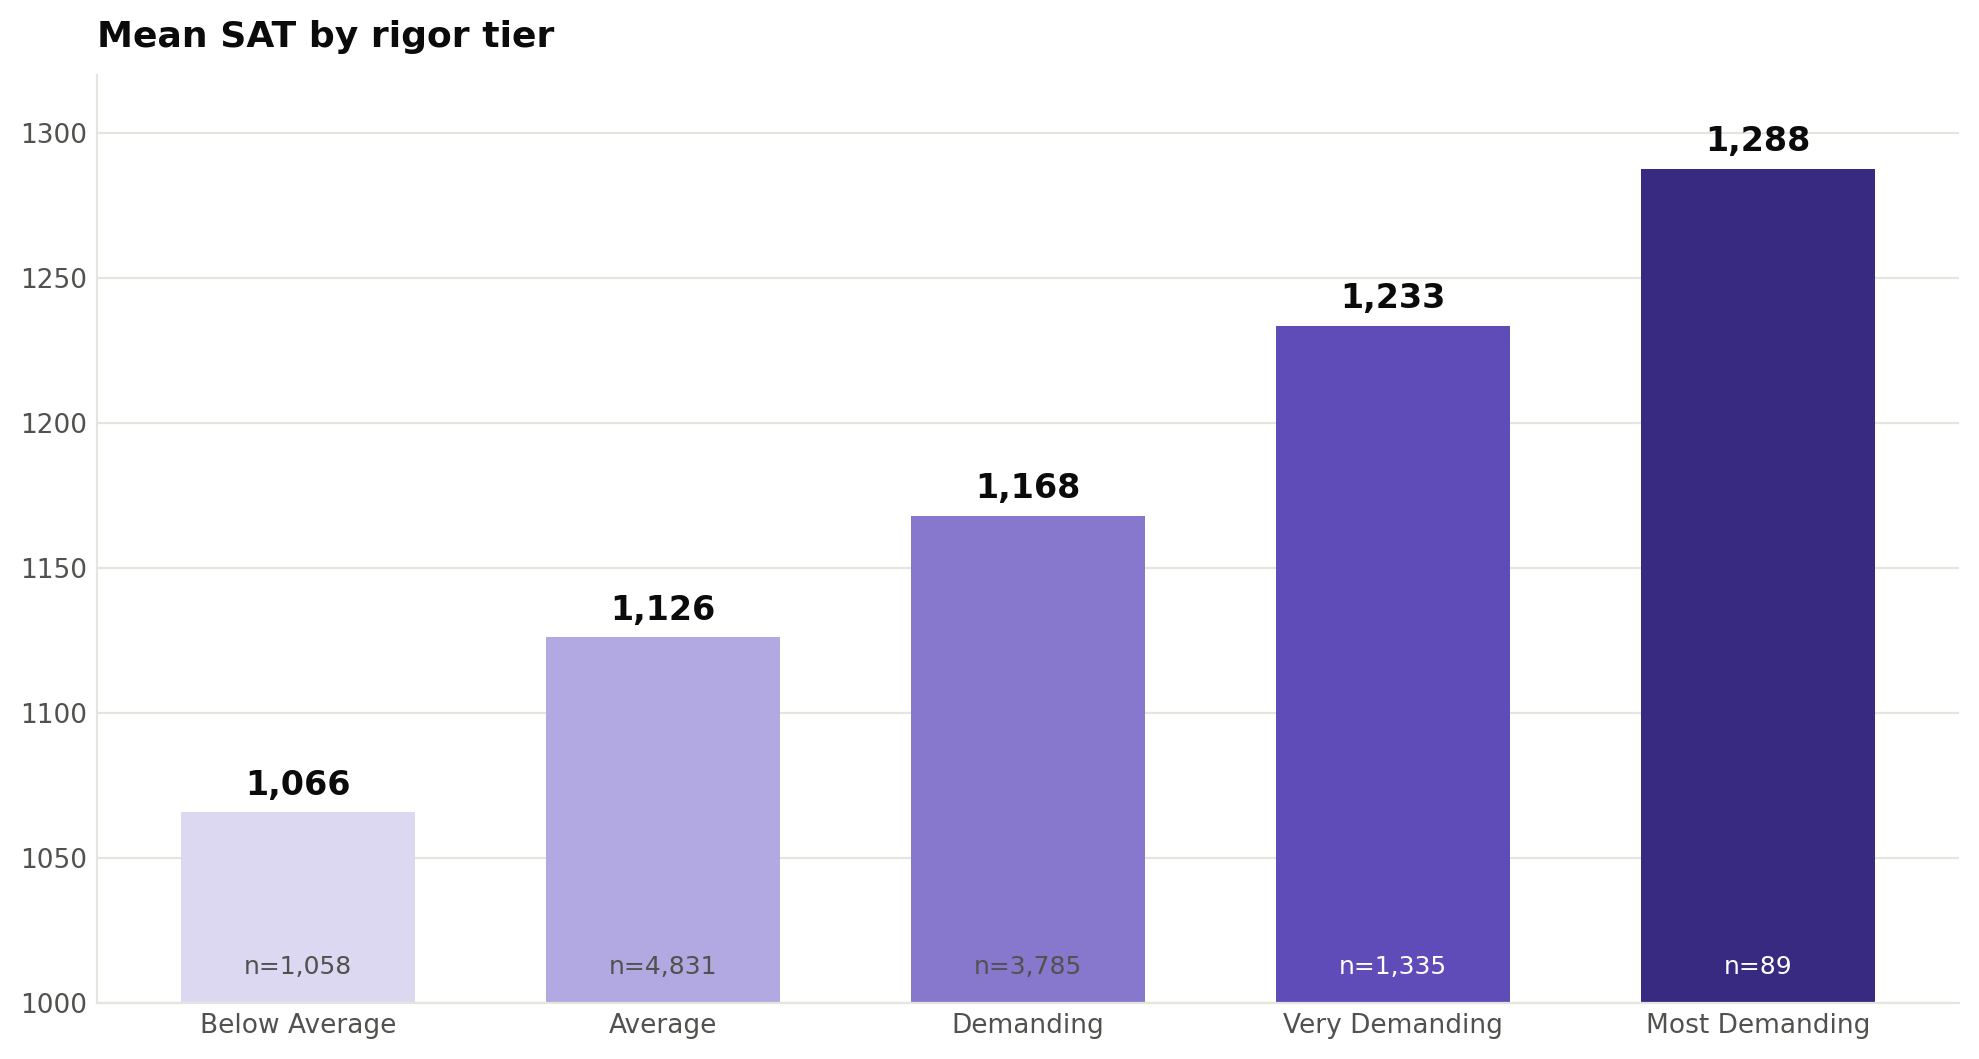 Mean SAT by rigor tier
1300
1250
1200
1150
1100
1050
1000
1,066
1,126
1,168
1,233
1,288
n=1,058
n=4,831
n=3,785
n=1,335
n=89
Below Average
Average
Demanding
Very Demanding
Most Demanding